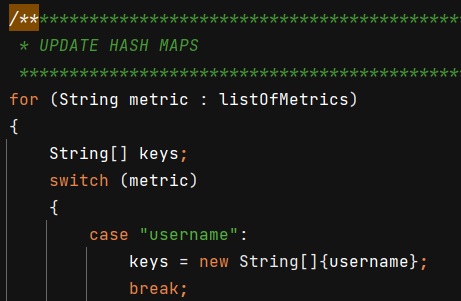 /*********************************************
* UPDATE HASH MAPS
********************************************
for (String metric : listOfMetrics)
{
String[] keys;
switch (metric)
{
case "username":
keys = new String[]{username};
break;